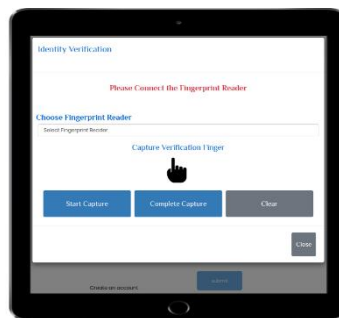 Identify Verification
Please Connect the Fingerprint Reader
Choose Fingerprint Reader
Select Fingerprint Reader
Capture Verification Finger
Start Capture Complete Capture Clear
Close
Create an account